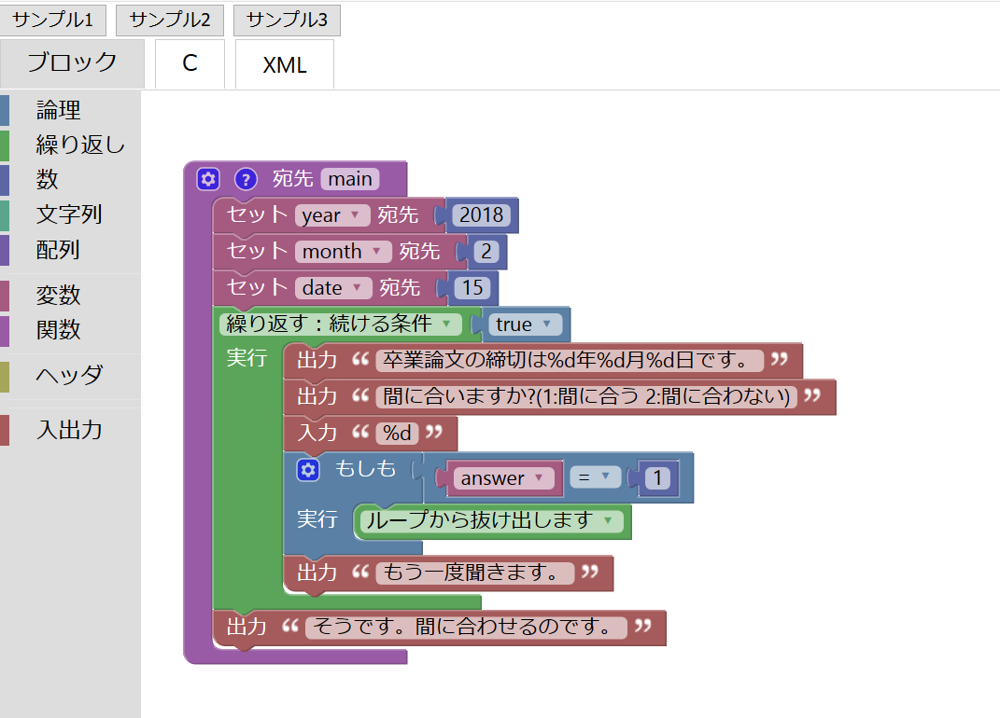 サンプル1 サンプル2 サンプル3
ブロック C XML
論理
繰り返し
数
文字列
配列
変数
関数
ヘッダ
入出力
? 宛先 main
セット year 宛先 2018
セット month 宛先 2
セット date 宛先 15
繰り返す：続ける条件 true
実行 出力 “ 卒業論文の締切は%d年%d月%d日です。 ”
出力 “ 間に合いますか?(1:間に合う 2:間に合わない) ”
入力 “ %d ”
もしも answer = 1
実行 ループから抜け出します
出力 “ もう一度聞きます。 ”
出力 “ そうです。間に合わせるのです。 ”